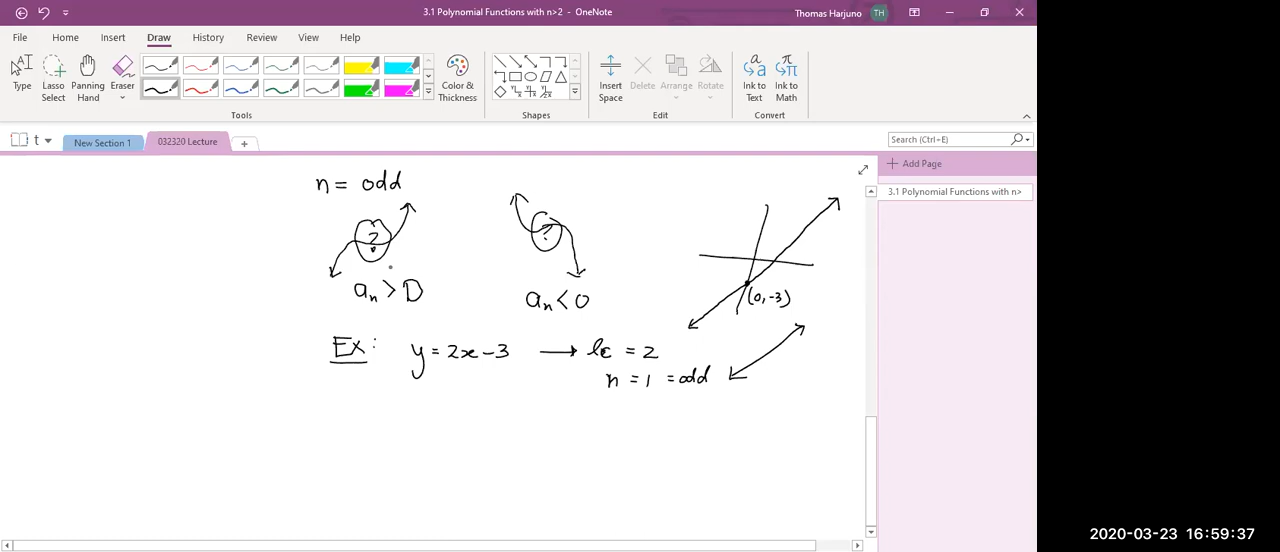 3.1 Polynomial Functions with n>2 - OneNote
Thomas Harjuno TH
File Home Insert Draw History Review View Help
Type Lasso Select Panning Hand Eraser Color & Thickness Insert Space Delete Arrange Rotate Ink to Text Ink to Math
Tools Shapes Edit Convert
t New Section 1 032320 Lecture + Search (Ctrl+E)
+ Add Page
3.1 Polynomial Functions with n>
n = odd
? ?
aₙ > 0 aₙ < 0 (0,-3)
Ex: y = 2x - 3 → lc = 2
n = 1 = odd
2020-03-23 16:59:37